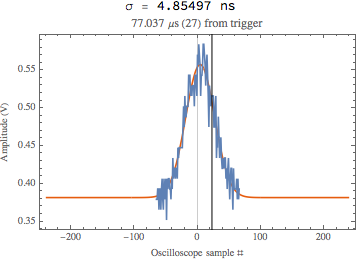 σ = 4.85497 ns
77.037 μs (27) from trigger
Amplitude (V)
0.55
0.50
0.45
0.40
0.35
-200 -100 0 100 200
Oscilloscope sample #